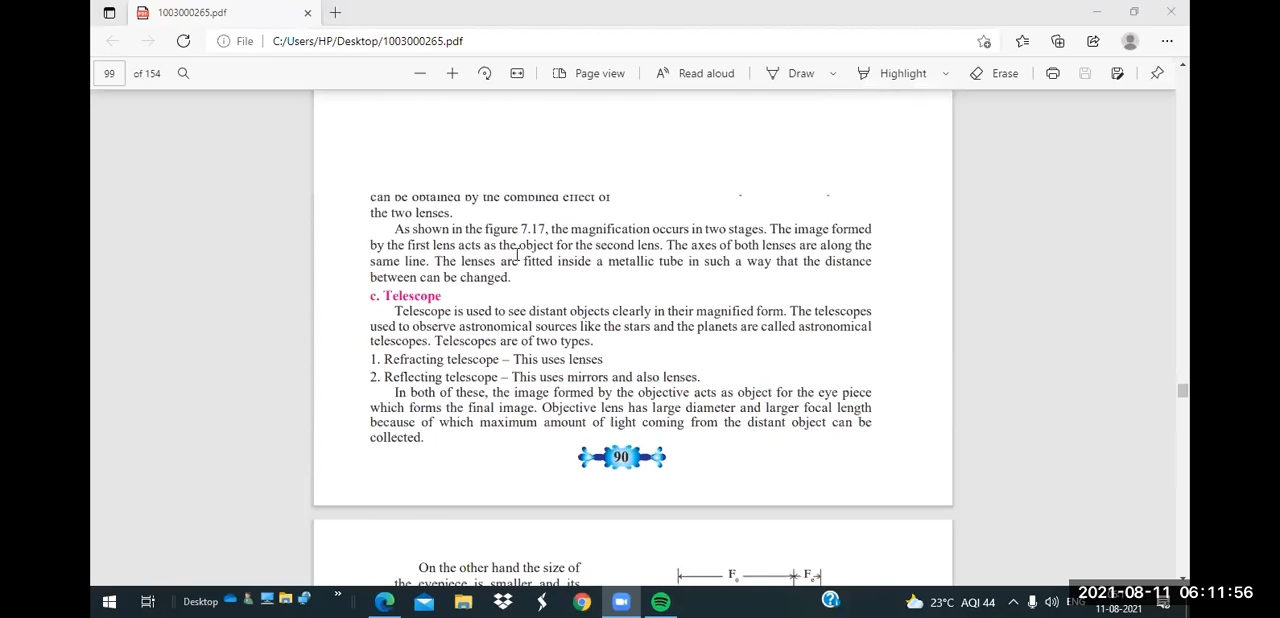 1003000265.pdf
File
C:/Users/HP/Desktop/1003000265.pdf
99
of 154
Page view
Read aloud
Draw
Highlight
Erase
can be obtained by the combined effect of
the two lenses.
As shown in the figure 7.17, the magnification occurs in two stages. The image formed
by the first lens acts as the object for the second lens. The axes of both lenses are along the
same line. The lenses are fitted inside a metallic tube in such a way that the distance
between can be changed.
c. Telescope
Telescope is used to see distant objects clearly in their magnified form. The telescopes
used to observe astronomical sources like the stars and the planets are called astronomical
telescopes. Telescopes are of two types.
1. Refracting telescope – This uses lenses
2. Reflecting telescope – This uses mirrors and also lenses.
In both of these, the image formed by the objective acts as object for the eye piece
which forms the final image. Objective lens has large diameter and larger focal length
because of which maximum amount of light coming from the distant object can be
collected.
90
On the other hand the size of
the eyepiece is smaller and its
Desktop
23°C AQI 44
ENG
2021-08-11 06:11:56
11-08-2021